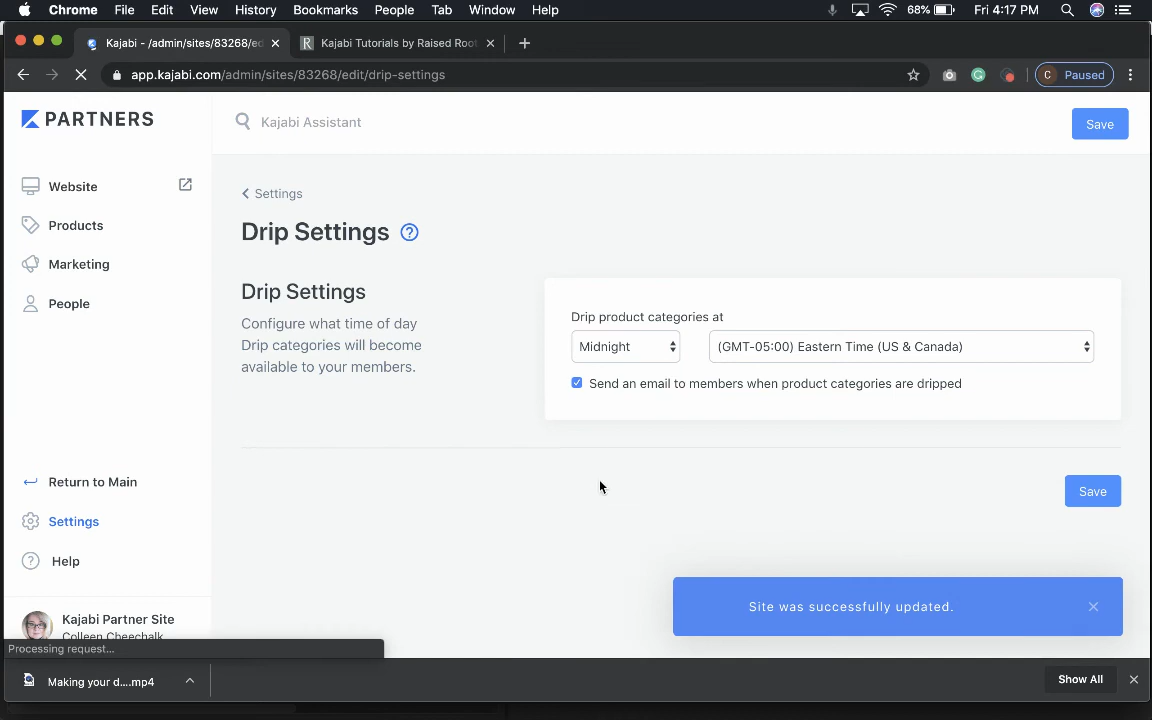 Chrome File Edit View History Bookmarks People Tab Window Help 68% Fri 4:17 PM
Kajabi - /admin/sites/83268/ed Kajabi Tutorials by Raised Root
app.kajabi.com/admin/sites/83268/edit/drip-settings C Paused
PARTNERS
Kajabi Assistant
Save
Website
Products
Marketing
People
Return to Main
Settings
Help
Kajabi Partner Site
Colleen Cheechalk
Settings
Drip Settings ?
Drip Settings
Configure what time of day
Drip categories will become
available to your members.
Drip product categories at
Midnight (GMT-05:00) Eastern Time (US & Canada)
Send an email to members when product categories are dripped
Save
Site was successfully updated.
Processing request...
Making your d....mp4 Show All